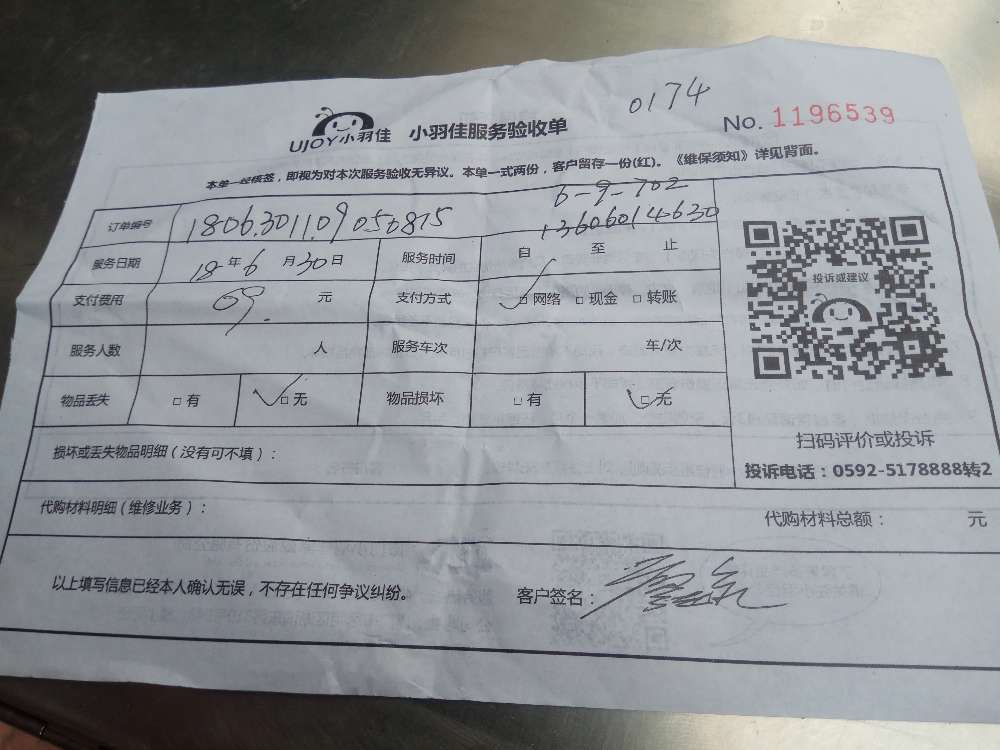 0174
UJOY小羽佳 小羽佳服务验收单 No. 1196539
本单一经核签，即视为对本次服务验收无异议。本单一式两份，客户留存一份(红)。《维保须知》详见背面。
6-9-702
订单编号 180630110905​6815 13606014630
服务日期 18年6月30日 服务时间 自 至 止
支付费用 69. 元 支付方式 □网络 □现金 □转账
投诉或建议
服务人数 人 服务车次 车/次
物品丢失 □有 □无 物品损坏 □有 □无
扫码评价或投诉
损坏或丢失物品明细（没有可不填）：
投诉电话：0592-5178888转2
代购材料明细（维修业务）： 代购材料总额： 元
以上填写信息已经本人确认无误，不存在任何争议纠纷。 客户签名：